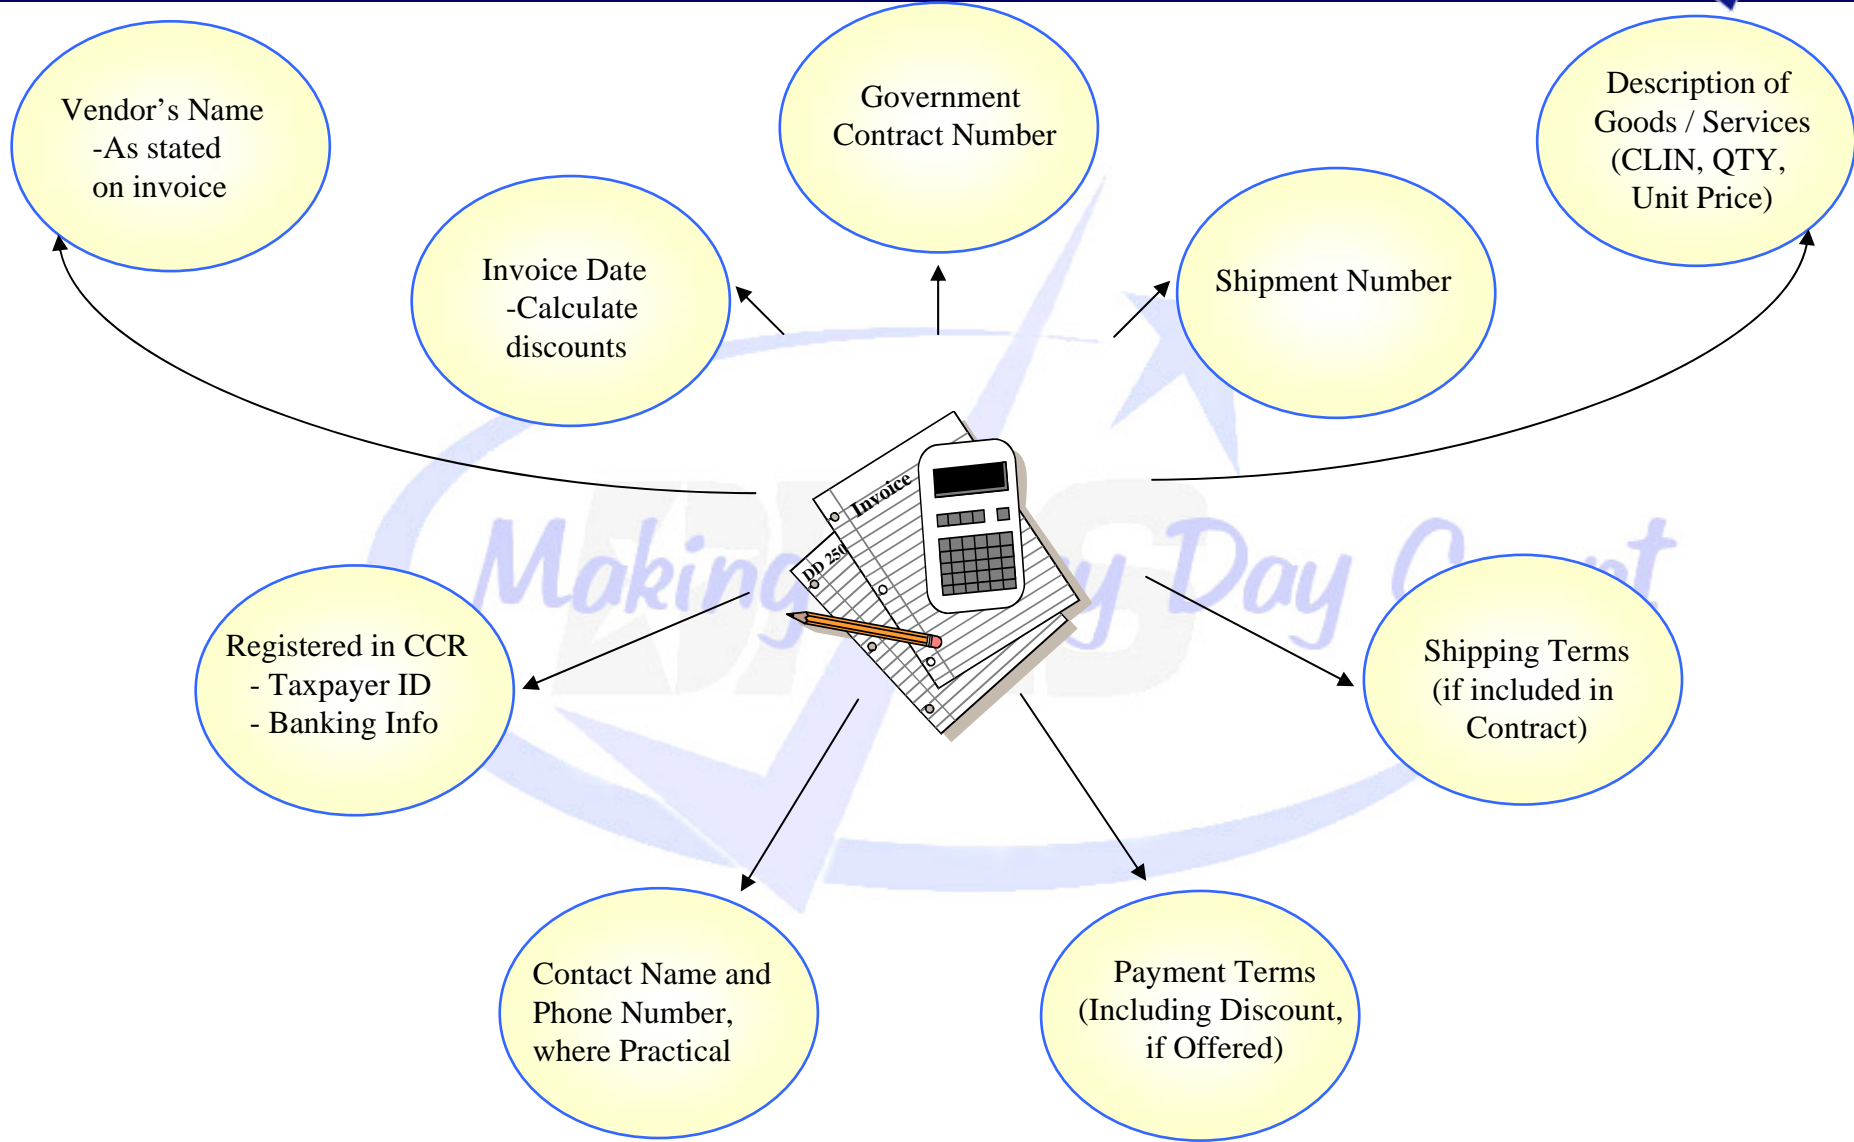 Vendor’s Name
-As stated
on invoice
Invoice Date
-Calculate
discounts
Government
Contract Number
Shipment Number
Description of
Goods / Services
(CLIN, QTY,
Unit Price)
Invoice
DD 250
Making
y Day
Registered in CCR
- Taxpayer ID
- Banking Info
Shipping Terms
(if included in
Contract)
Contact Name and
Phone Number,
where Practical
Payment Terms
(Including Discount,
if Offered)